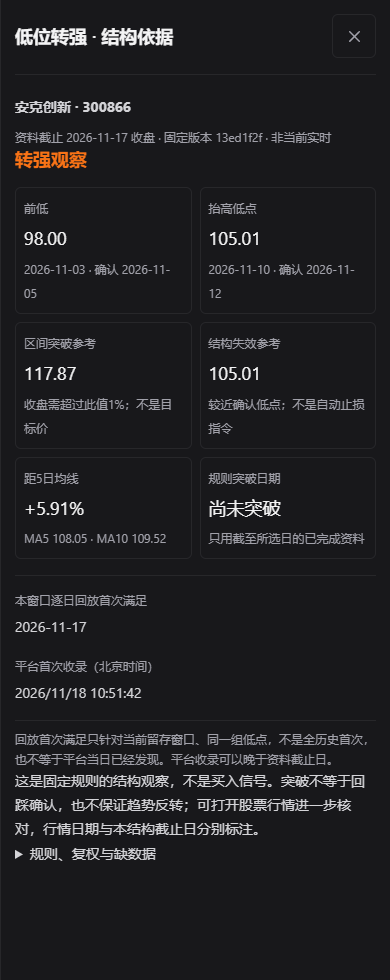 低位转强 · 结构依据
安克创新 · 300866
资料截止 2026-11-17 收盘 · 固定版本 13ed1f2f · 非当前实时
转强观察
前低
98.00
2026-11-03 · 确认 2026-11-
05
抬高低点
105.01
2026-11-10 · 确认 2026-11-
12
区间突破参考
117.87
收盘需超过此值1%；不是目
标价
结构失效参考
105.01
较近确认低点；不是自动止损
指令
距5日均线
+5.91%
MA5 108.05 · MA10 109.52
规则突破日期
尚未突破
只用截至所选日的已完成资料
本窗口逐日回放首次满足
2026-11-17
平台首次收录（北京时间）
2026/11/18 10:51:42
回放首次满足只针对当前留存窗口、同一组低点，不是全历史首次，
也不等于平台当日已经发现。平台收录可以晚于资料截止日。
这是固定规则的结构观察，不是买入信号。突破不等于回
踩确认，也不保证趋势反转；可打开股票行情进一步核
对，行情日期与本结构截止日分别标注。
▶ 规则、复权与缺数据